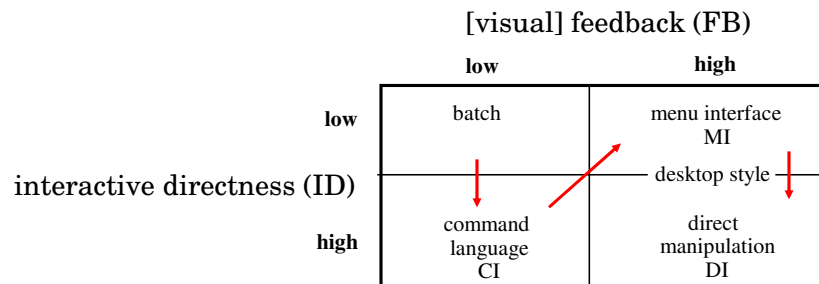 [visual] feedback (FB)
low high
low batch menu interface
MI
interactive directness (ID) desktop style
high command direct
language manipulation
CI DI